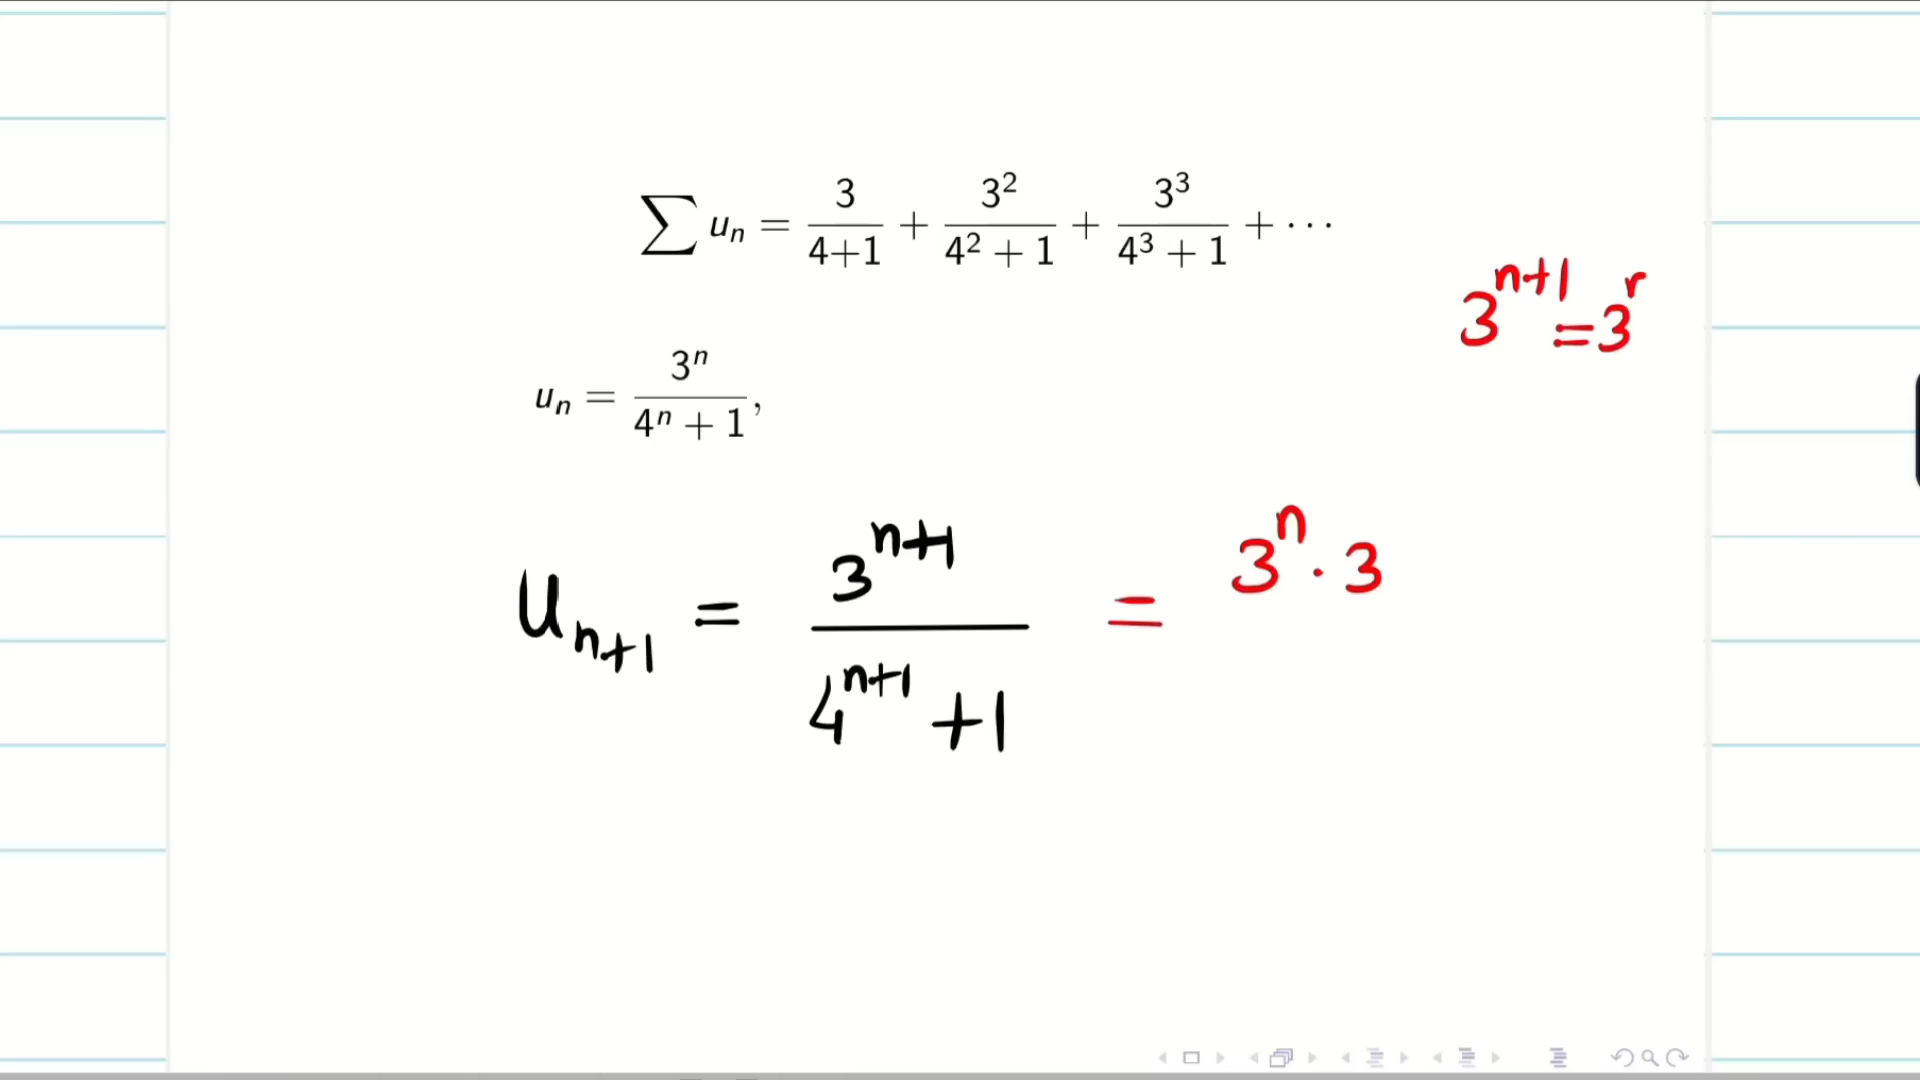 ∑ uₙ = 3/(4+1) + 3²/(4² + 1) + 3³/(4³ + 1) + ⋯
3ⁿ⁺¹ = 3ʳ
uₙ = 3ⁿ/(4ⁿ + 1),
uₙ₊₁ = 3ⁿ⁺¹/(4ⁿ⁺¹ + 1) = 3ⁿ · 3